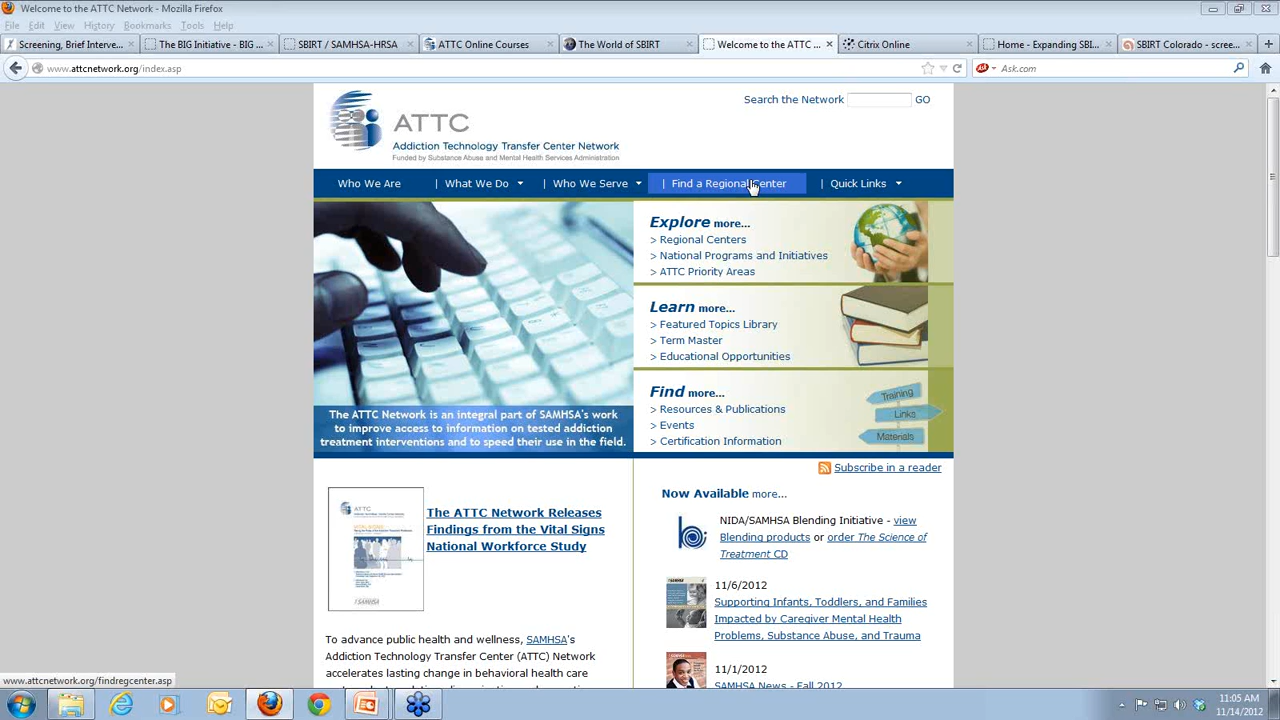 Welcome to the ATTC Network - Mozilla Firefox
File Edit View History Bookmarks Tools Help
Screening, Brief Interve...
The BIG Initiative - BIG ...
SBIRT / SAMHSA-HRSA
ATTC Online Courses
The World of SBIRT
Welcome to the ATTC ...
Citrix Online
Home - Expanding SBI...
SBIRT Colorado - scree...
www.attcnetwork.org/index.asp
Ask.com
Search the Network GO
ATTC
Addiction Technology Transfer Center Network
Funded by Substance Abuse and Mental Health Services Administration
Who We Are | What We Do | Who We Serve | Find a Regional Center | Quick Links
Explore more...
> Regional Centers
> National Programs and Initiatives
> ATTC Priority Areas
Learn more...
> Featured Topics Library
> Term Master
> Educational Opportunities
Find more...
> Resources & Publications
> Events
> Certification Information
Training
Links
Materials
The ATTC Network is an integral part of SAMHSA's work
to improve access to information on tested addiction
treatment interventions and to speed their use in the field.
Subscribe in a reader
ATTC
The ATTC Network Releases
Findings from the Vital Signs
National Workforce Study
To advance public health and wellness, SAMHSA's
Addiction Technology Transfer Center (ATTC) Network
accelerates lasting change in behavioral health care
Now Available more...
NIDA/SAMHSA Blending Initiative - view
Blending products or order The Science of
Treatment CD
11/6/2012
Supporting Infants, Toddlers, and Families
Impacted by Caregiver Mental Health
Problems, Substance Abuse, and Trauma
11/1/2012
SAMHSA News - Fall 2012
www.attcnetwork.org/findregcenter.asp
11:05 AM
11/14/2012